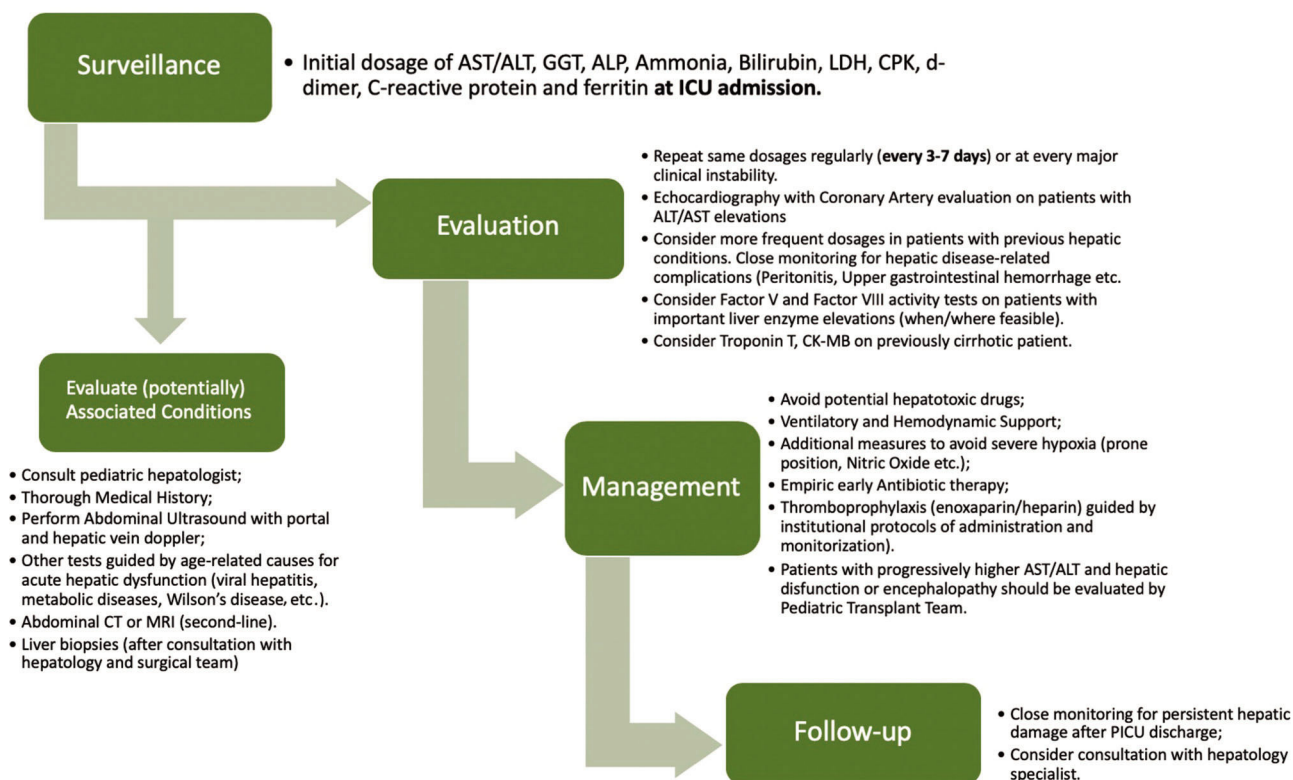 Surveillance
• Initial dosage of AST/ALT, GGT, ALP, Ammonia, Bilirubin, LDH, CPK, d-
dimer, C-reactive protein and ferritin at ICU admission.
Evaluation
• Repeat same dosages regularly (every 3-7 days) or at every major
clinical instability.
• Echocardiography with Coronary Artery evaluation on patients with
ALT/AST elevations
• Consider more frequent dosages in patients with previous hepatic
conditions. Close monitoring for hepatic disease-related
complications (Peritonitis, Upper gastrointestinal hemorrhage etc.
• Consider Factor V and Factor VIII activity tests on patients with
important liver enzyme elevations (when/where feasible).
• Consider Troponin T, CK-MB on previously cirrhotic patient.
Evaluate (potentially)
Associated Conditions
• Consult pediatric hepatologist;
• Thorough Medical History;
• Perform Abdominal Ultrasound with portal
and hepatic vein doppler;
• Other tests guided by age-related causes for
acute hepatic dysfunction (viral hepatitis,
metabolic diseases, Wilson's disease, etc.).
• Abdominal CT or MRI (second-line).
• Liver biopsies (after consultation with
hepatology and surgical team)
Management
• Avoid potential hepatotoxic drugs;
• Ventilatory and Hemodynamic Support;
• Additional measures to avoid severe hypoxia (prone
position, Nitric Oxide etc.);
• Empiric early Antibiotic therapy;
• Thromboprophylaxis (enoxaparin/heparin) guided by
institutional protocols of administration and
monitorization).
• Patients with progressively higher AST/ALT and hepatic
disfunction or encephalopathy should be evaluated by
Pediatric Transplant Team.
Follow-up
• Close monitoring for persistent hepatic
damage after PICU discharge;
• Consider consultation with hepatology
specialist.